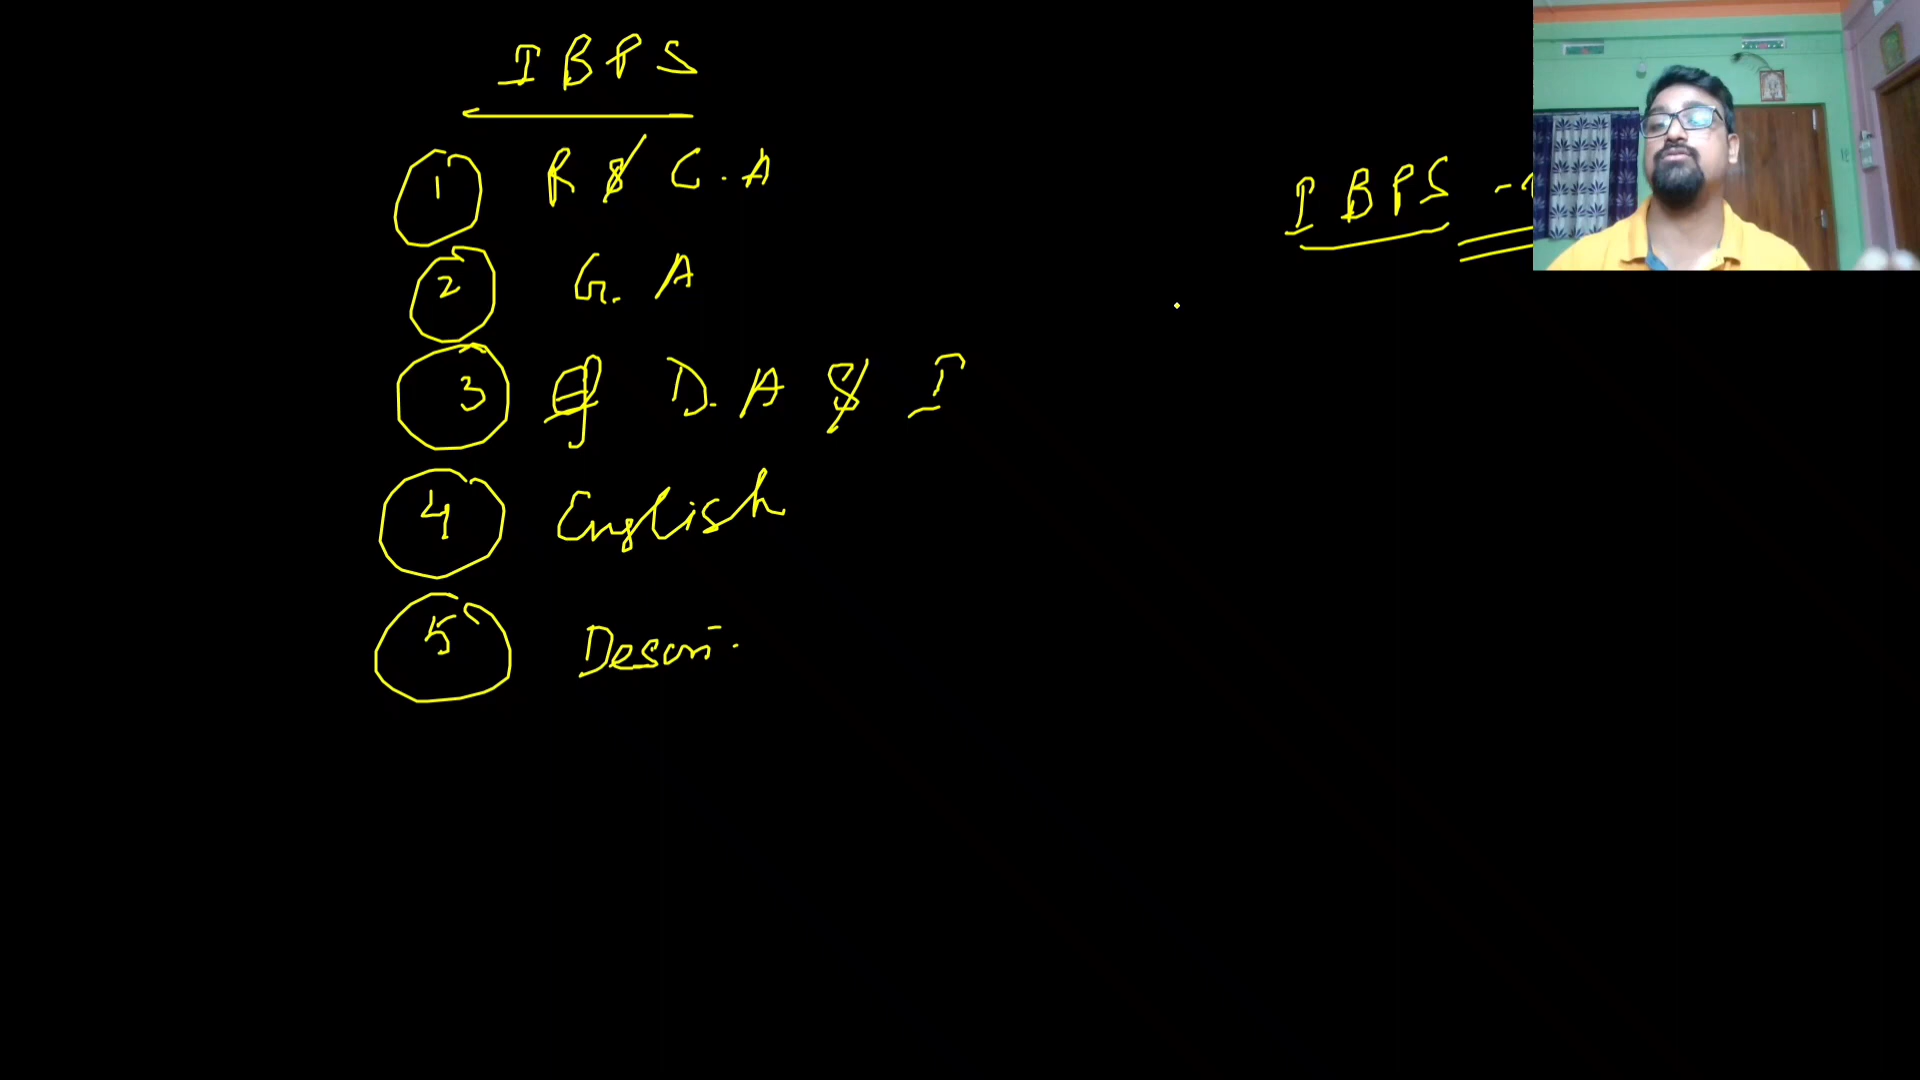 IBPS
1 R & C.A
2 G.A
3 D.A & I
4 English
5 Descri.
IBPS -